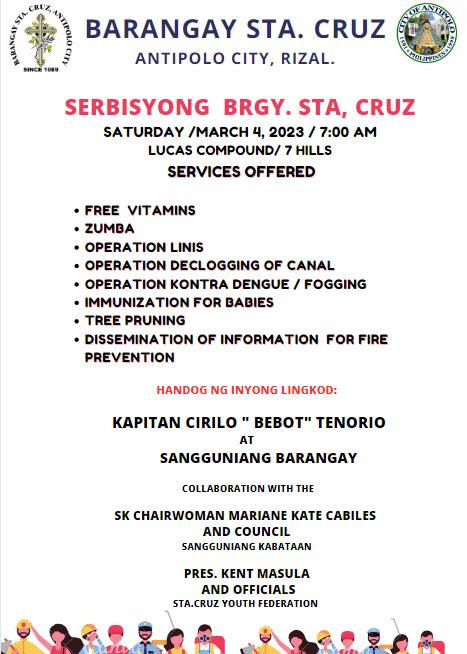 BARANGAY STA. CRUZ, ANTIPOLO CITY
SINCE 1989
BARANGAY STA. CRUZ
ANTIPOLO CITY, RIZAL.
CITY OF ANTIPOLO
PHILIPPINES
SERBISYONG BRGY. STA, CRUZ
SATURDAY /MARCH 4, 2023 / 7:00 AM
LUCAS COMPOUND/ 7 HILLS
SERVICES OFFERED
• FREE VITAMINS
• ZUMBA
• OPERATION LINIS
• OPERATION DECLOGGING OF CANAL
• OPERATION KONTRA DENGUE / FOGGING
• IMMUNIZATION FOR BABIES
• TREE PRUNING
• DISSEMINATION OF INFORMATION FOR FIRE
PREVENTION
HANDOG NG INYONG LINGKOD:
KAPITAN CIRILO " BEBOT" TENORIO
AT
SANGGUNIANG BARANGAY
COLLABORATION WITH THE
SK CHAIRWOMAN MARIANE KATE CABILES
AND COUNCIL
SANGGUNIANG KABATAAN
PRES. KENT MASULA
AND OFFICIALS
STA.CRUZ YOUTH FEDERATION